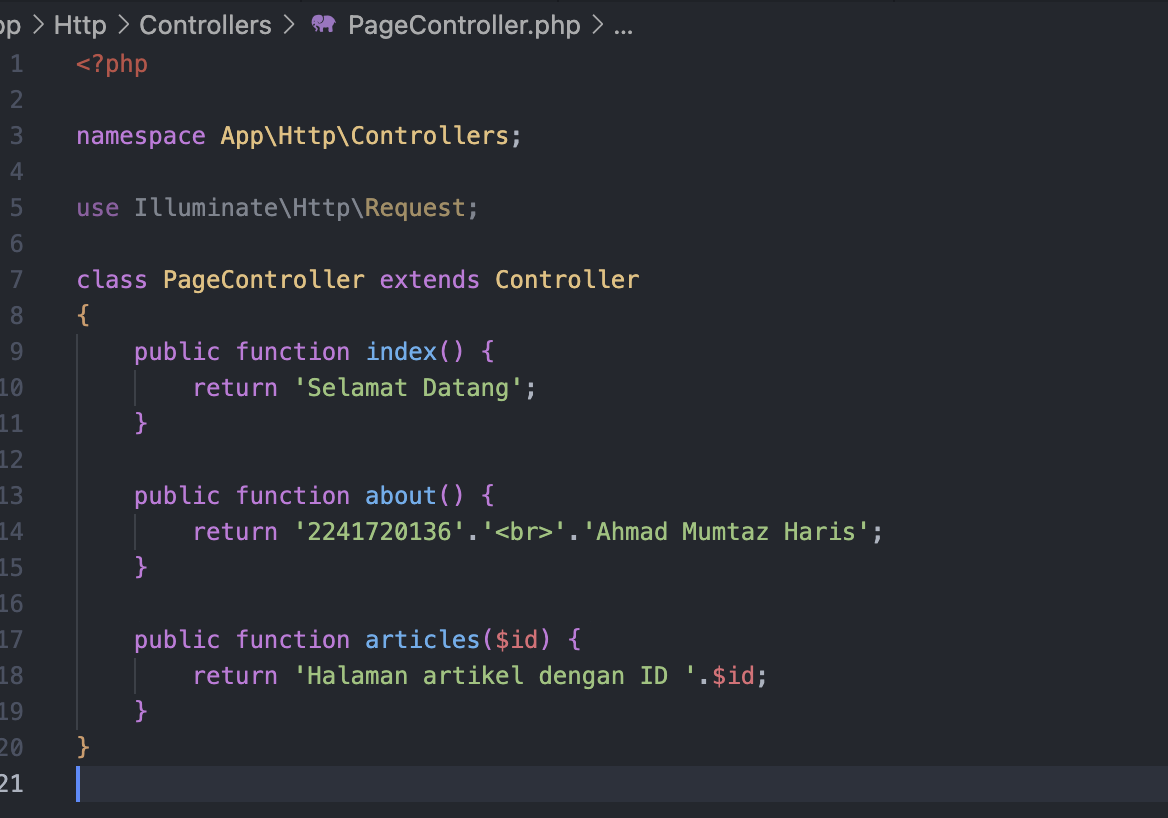 pp > Http > Controllers > PageController.php > ...
1 <?php
2
3 namespace App\Http\Controllers;
4
5 use Illuminate\Http\Request;
6
7 class PageController extends Controller
8 {
9     public function index() {
10         return 'Selamat Datang';
11     }
12
13     public function about() {
14         return '2241720136'.'<br>'.'Ahmad Mumtaz Haris';
15     }
16
17     public function articles($id) {
18         return 'Halaman artikel dengan ID '.$id;
19     }
20 }
21